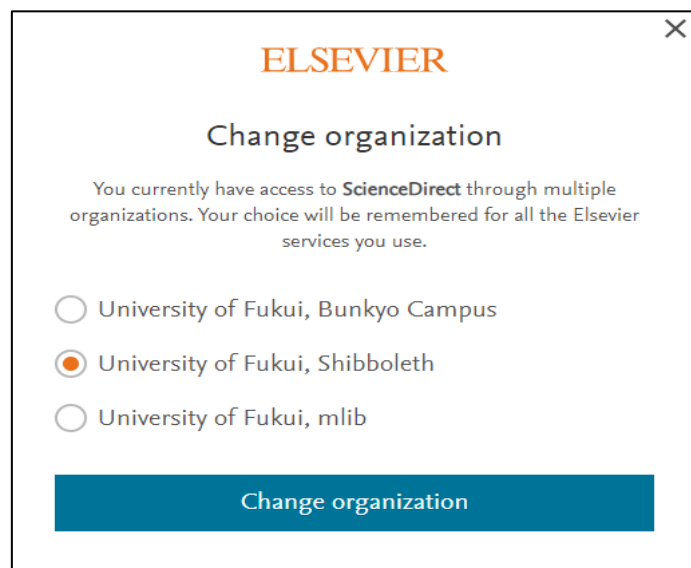 ELSEVIER
Change organization
You currently have access to ScienceDirect through multiple
organizations. Your choice will be remembered for all the Elsevier
services you use.
University of Fukui, Bunkyo Campus
University of Fukui, Shibboleth
University of Fukui, mlib
Change organization